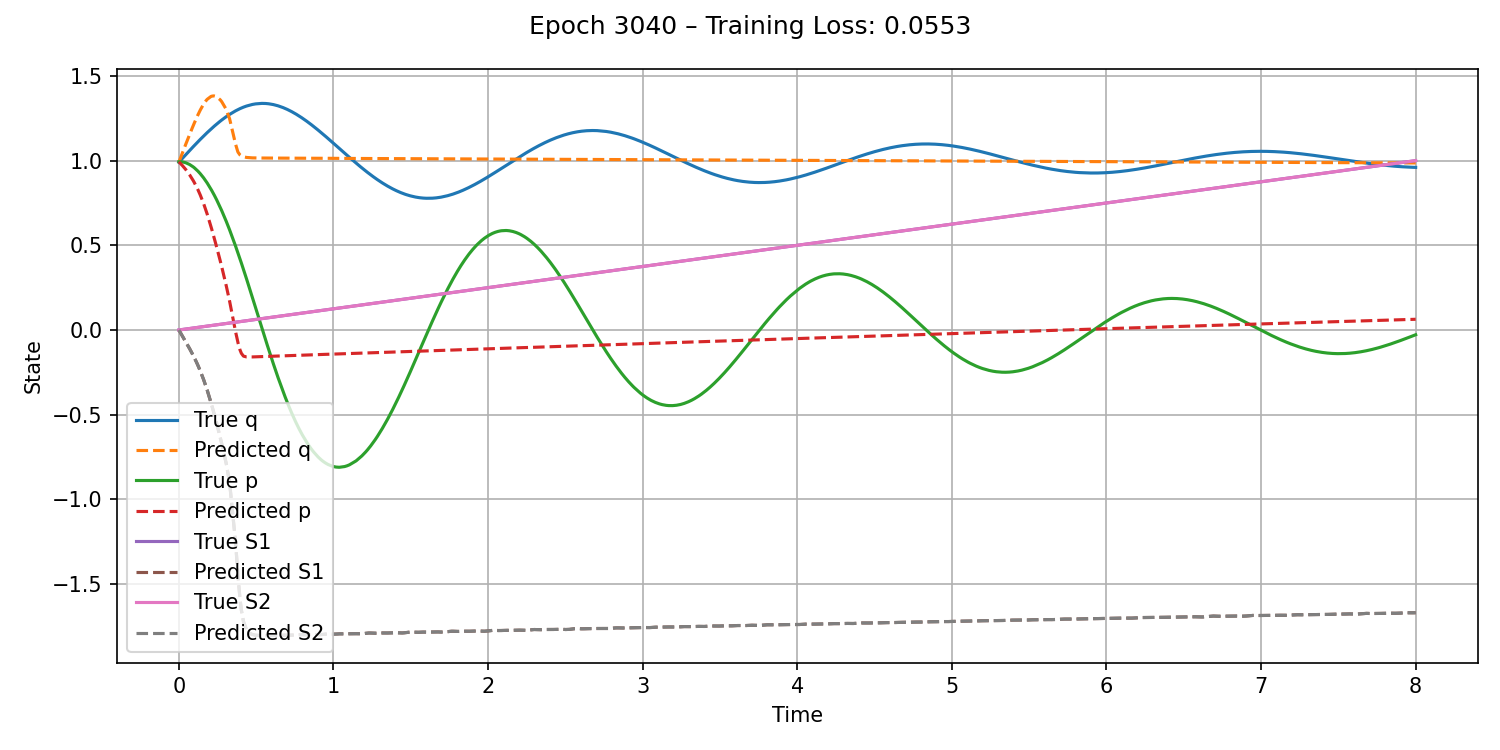 Epoch 3040 – Training Loss: 0.0553
1.5
1.0
0.5
0.0
−0.5
−1.0
−1.5
State
True q
Predicted q
True p
Predicted p
True S1
Predicted S1
True S2
Predicted S2
0 1 2 3 4 5 6 7 8
Time